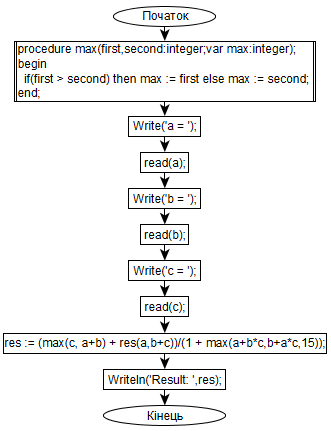 Початок
procedure max(first,second:integer;var max:integer);
begin
if(first > second) then max := first else max := second;
end;
Write('a = ');
read(a);
Write('b = ');
read(b);
Write('c = ');
read(c);
res := (max(c, a+b) + res(a,b+c))/(1 + max(a+b*c,b+a*c,15));
Writeln('Result: ',res);
Кінець